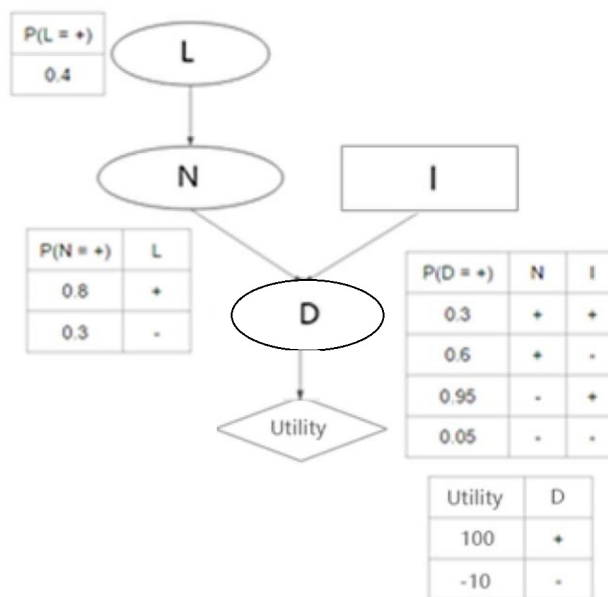 P(L = +)
0.4
L
N
I
P(N = +) L
0.8 +
0.3 -
D
P(D = +) N I
0.3 + +
0.6 + -
0.95 - +
0.05 - -
Utility
Utility D
100 +
-10 -